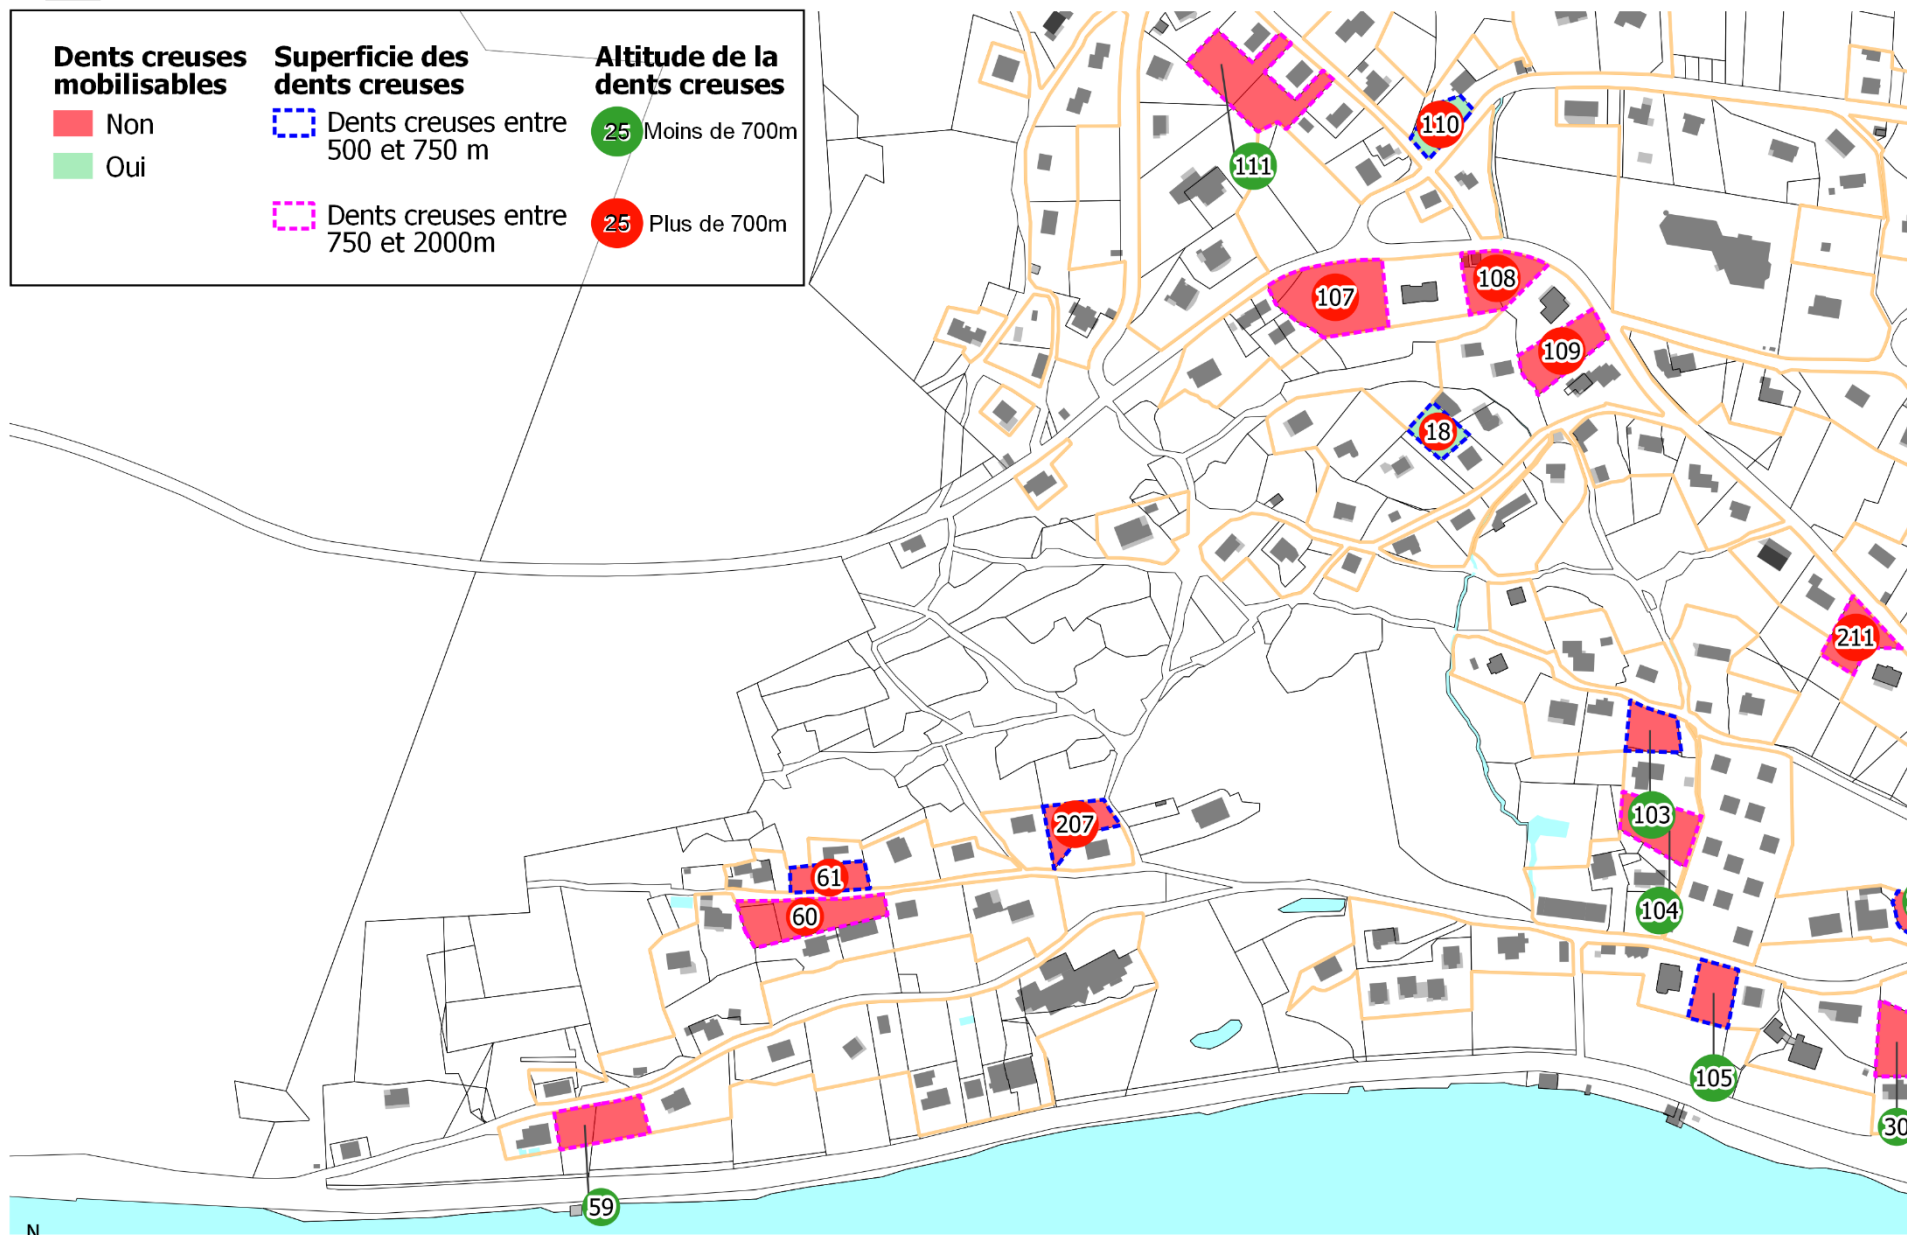 Dents creuses
mobilisables
Non
Oui
Superficie des
dents creuses
Dents creuses entre
500 et 750 m
Dents creuses entre
750 et 2000m
Altitude de la
dents creuses
25 Moins de 700m
25 Plus de 700m
110
111
108
107
109
18
211
103
207
61
104
60
105
30
59
N